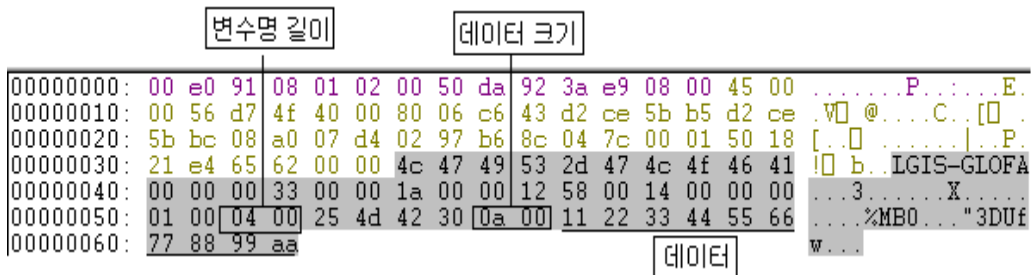 변수명 길이
데이터 크기
00000000: 00 e0 91 08 01 02 00 50 da 92 3a e9 08 00 45 00 .......P..:...E.
00000010: 00 56 d7 4f 40 00 80 06 c6 43 d2 ce 5b b5 d2 ce .V @....C..[ .
00000020: 5b bc 08 a0 07 d4 02 97 b6 8c 04 7c 00 01 50 18 [.. .......|..P.
00000030: 21 e4 65 62 00 00 4c 47 49 53 2d 47 4c 4f 46 41 ! b..LGIS-GLOFA
00000040: 00 00 00 33 00 00 1a 00 00 12 58 00 14 00 00 00 ...3......X.....
00000050: 01 00 04 00 25 4d 42 30 0a 00 11 22 33 44 55 66 ....%MB0..."3DUf
00000060: 77 88 99 aa w...
데이터